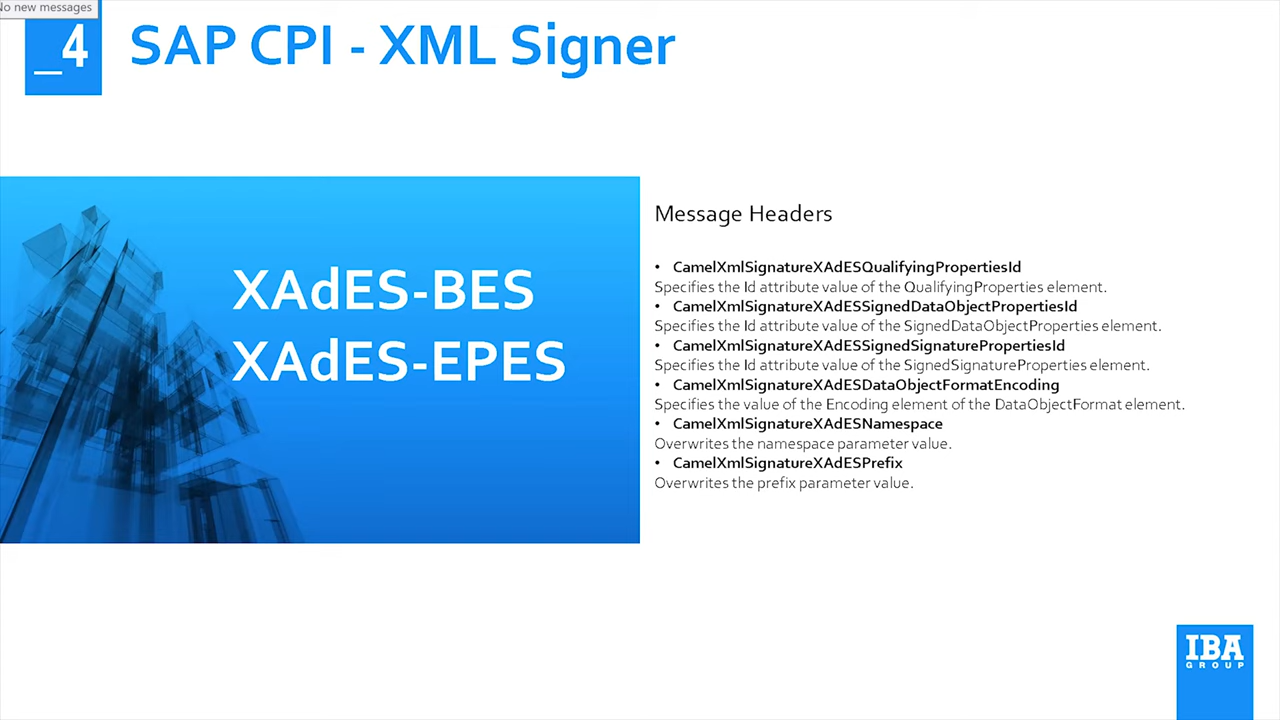 No new messages
_4
SAP CPI - XML Signer
XAdES-BES
XAdES-EPES
Message Headers
• CamelXmlSignatureXAdESQualifyingPropertiesId
Specifies the Id attribute value of the QualifyingProperties element.
• CamelXmlSignatureXAdESSignedDataObjectPropertiesId
Specifies the Id attribute value of the SignedDataObjectProperties element.
• CamelXmlSignatureXAdESSignedSignaturePropertiesId
Specifies the Id attribute value of the SignedSignatureProperties element.
• CamelXmlSignatureXAdESDataObjectFormatEncoding
Specifies the value of the Encoding element of the DataObjectFormat element.
• CamelXmlSignatureXAdESNamespace
Overwrites the namespace parameter value.
• CamelXmlSignatureXAdESPrefix
Overwrites the prefix parameter value.
IBA
GROUP